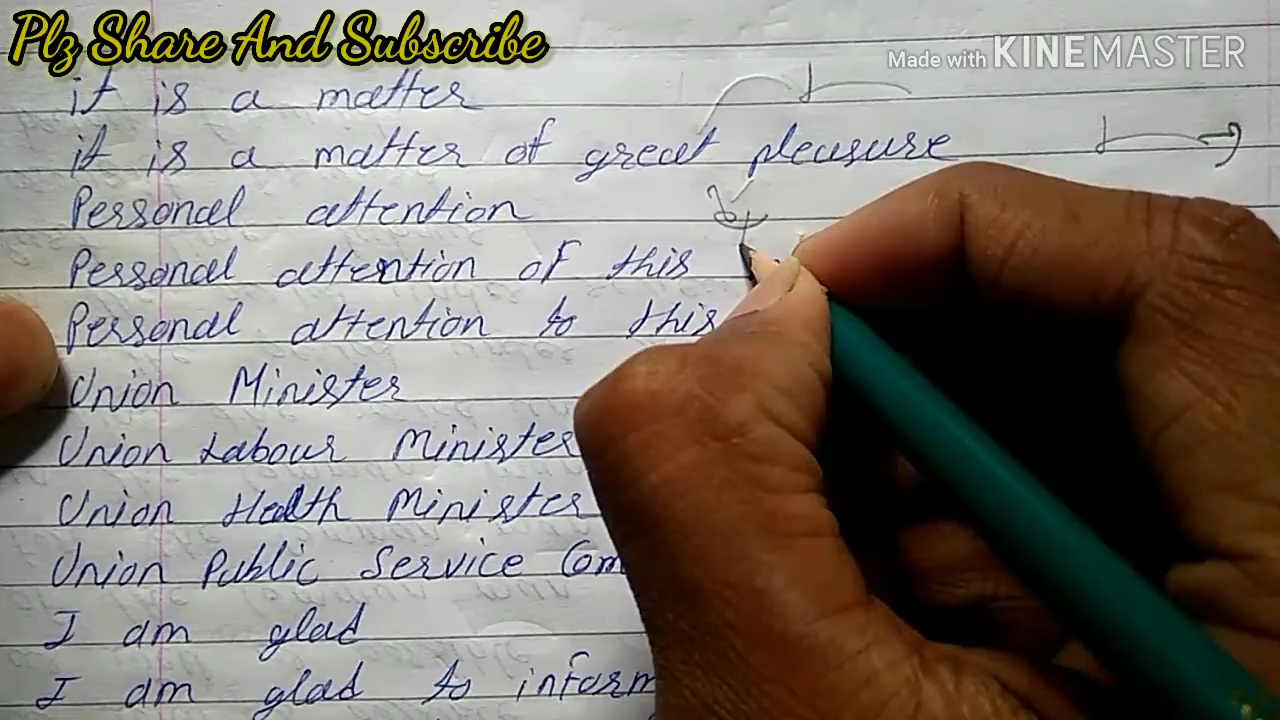 Plz Share And Subscribe
Made with KINEMASTER
it is a matter
it is a matter of great pleasure
Personal attention
Personal attention of this
Personal attention to this
Union Minister
Union Labour Minister
Union Health Minister
Union Public Service Com
I am glad
I am glad to inform